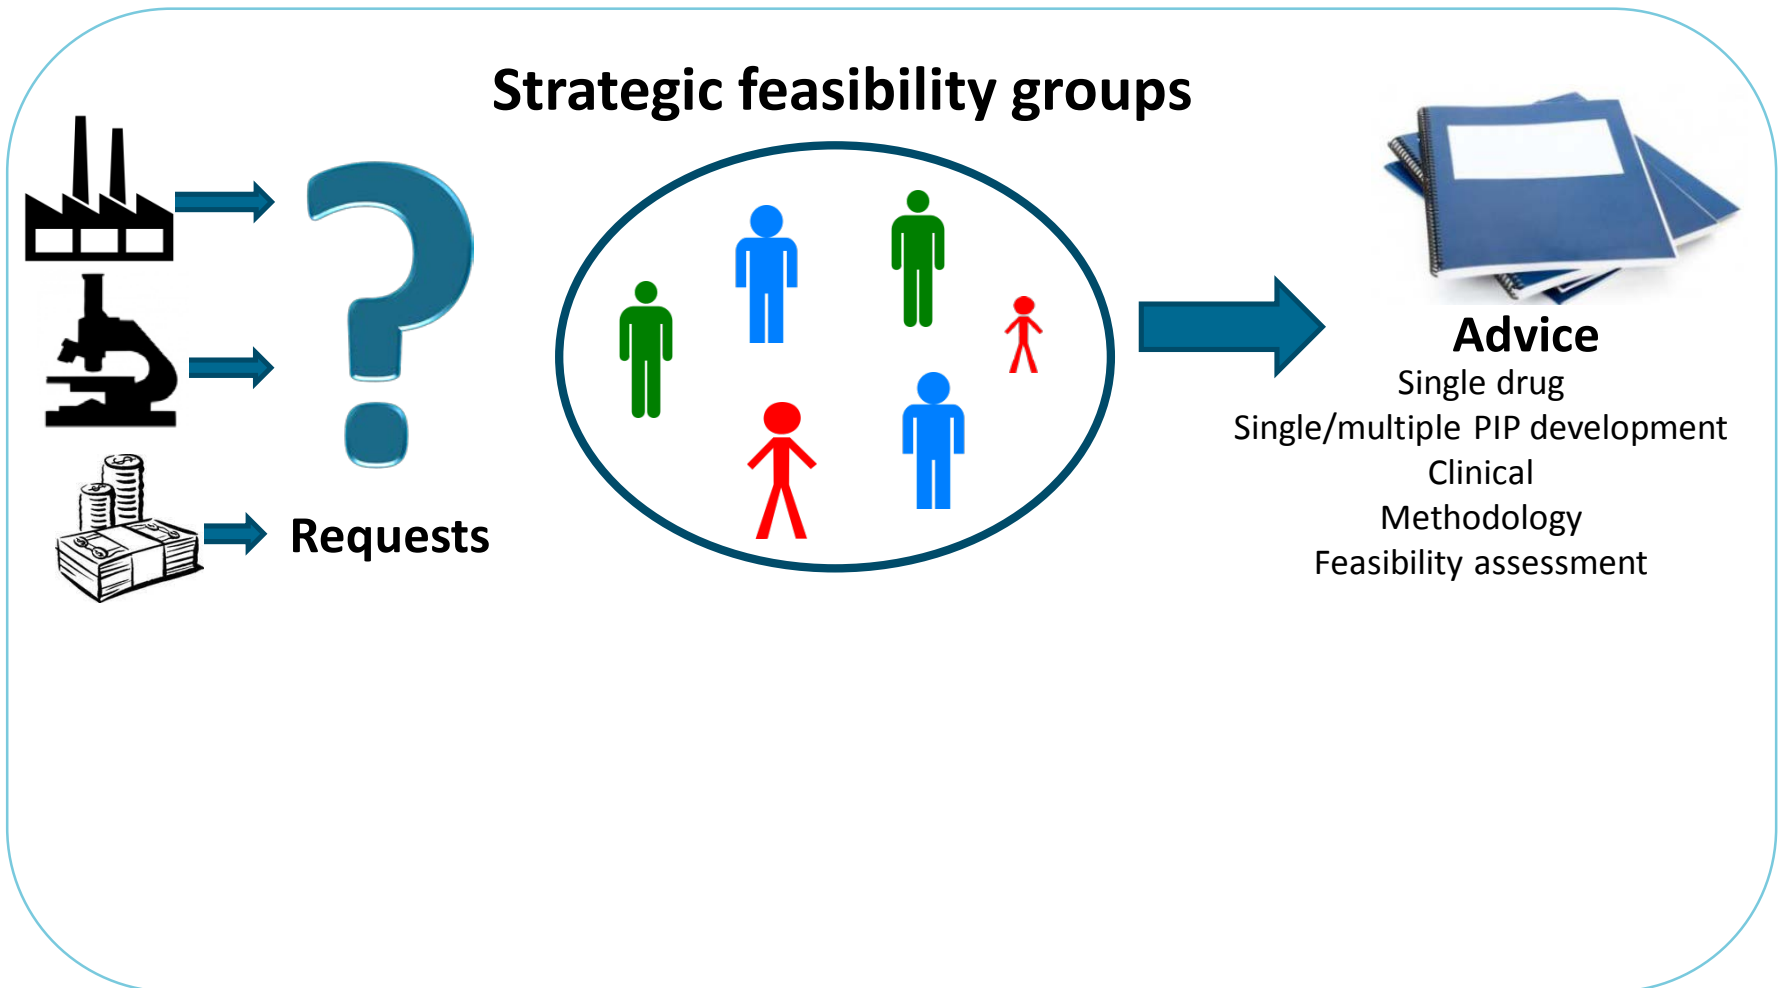 Strategic feasibility groups
Requests
Advice
Single drug
Single/multiple PIP development
Clinical
Methodology
Feasibility assessment